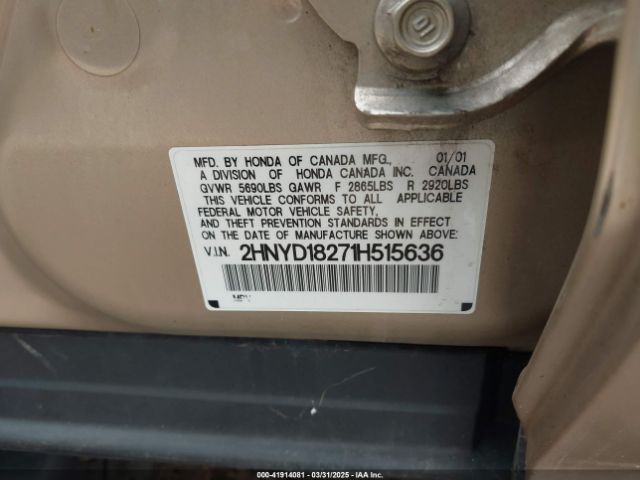 MFD. BY HONDA OF CANADA MFG., 01/01
A DIVISION OF HONDA CANADA INC. CANADA
GVWR 5690LBS GAWR F 2865LBS R 2920LBS
THIS VEHICLE CONFORMS TO ALL APPLICABLE
FEDERAL MOTOR VEHICLE SAFETY,
AND THEFT PREVENTION STANDARDS IN EFFECT
ON THE DATE OF MANUFACTURE SHOWN ABOVE.
V.I.N. 2HNYD18271H515636
MPV
000-41914081 - 03/31/2025 - IAA Inc.